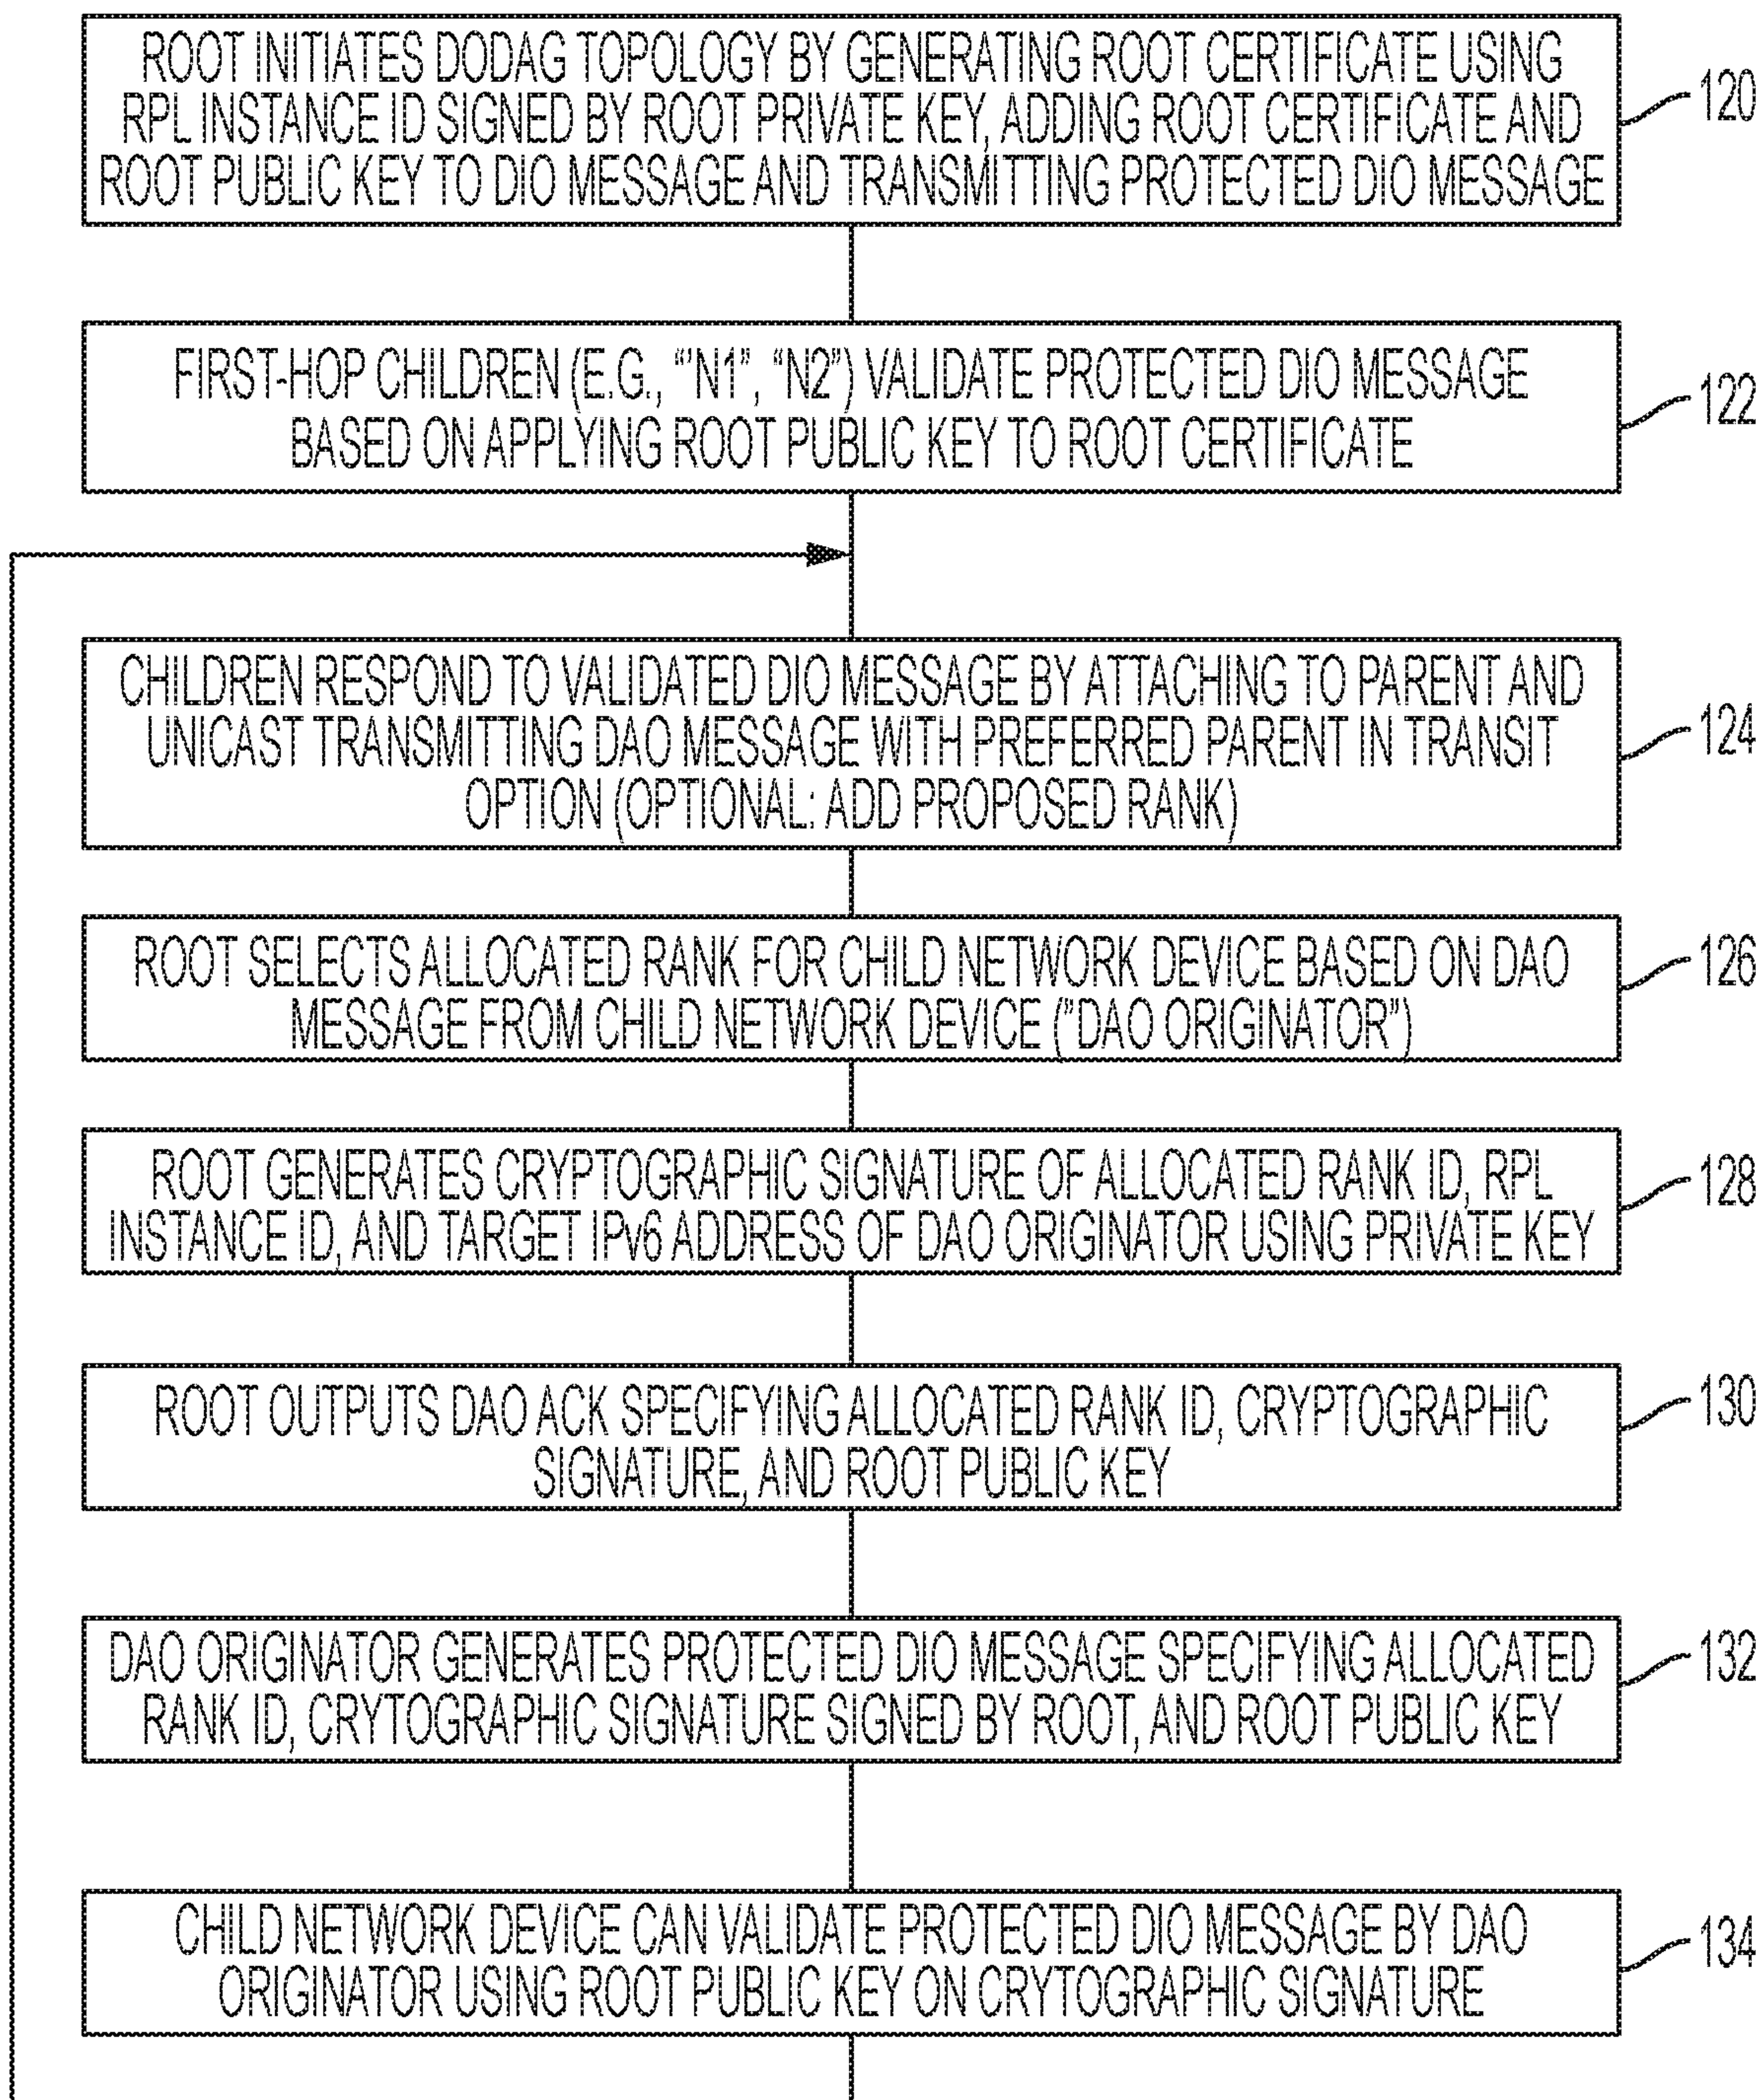 ROOT INITIATES DODAG TOPOLOGY BY GENERATING ROOT CERTIFICATE USING
RPL INSTANCE ID SIGNED BY ROOT PRIVATE KEY, ADDING ROOT CERTIFICATE AND
ROOT PUBLIC KEY TO DIO MESSAGE AND TRANSMITTING PROTECTED DIO MESSAGE
120
FIRST-HOP CHILDREN (E.G., "'N1", "N2") VALIDATE PROTECTED DIO MESSAGE
BASED ON APPLYING ROOT PUBLIC KEY TO ROOT CERTIFICATE
122
CHILDREN RESPOND TO VALIDATED DIO MESSAGE BY ATTACHING TO PARENT AND
UNICAST TRANSMITTING DAO MESSAGE WITH PREFERRED PARENT IN TRANSIT
OPTION (OPTIONAL: ADD PROPOSED RANK)
124
ROOT SELECTS ALLOCATED RANK FOR CHILD NETWORK DEVICE BASED ON DAO
MESSAGE FROM CHILD NETWORK DEVICE ("DAO ORIGINATOR")
126
ROOT GENERATES CRYPTOGRAPHIC SIGNATURE OF ALLOCATED RANK ID, RPL
INSTANCE ID, AND TARGET IPv6 ADDRESS OF DAO ORIGINATOR USING PRIVATE KEY
128
ROOT OUTPUTS DAO ACK SPECIFYING ALLOCATED RANK ID, CRYPTOGRAPHIC
SIGNATURE, AND ROOT PUBLIC KEY
130
DAO ORIGINATOR GENERATES PROTECTED DIO MESSAGE SPECIFYING ALLOCATED
RANK ID, CRYTOGRAPHIC SIGNATURE SIGNED BY ROOT, AND ROOT PUBLIC KEY
132
CHILD NETWORK DEVICE CAN VALIDATE PROTECTED DIO MESSAGE BY DAO
ORIGINATOR USING ROOT PUBLIC KEY ON CRYTOGRAPHIC SIGNATURE
134